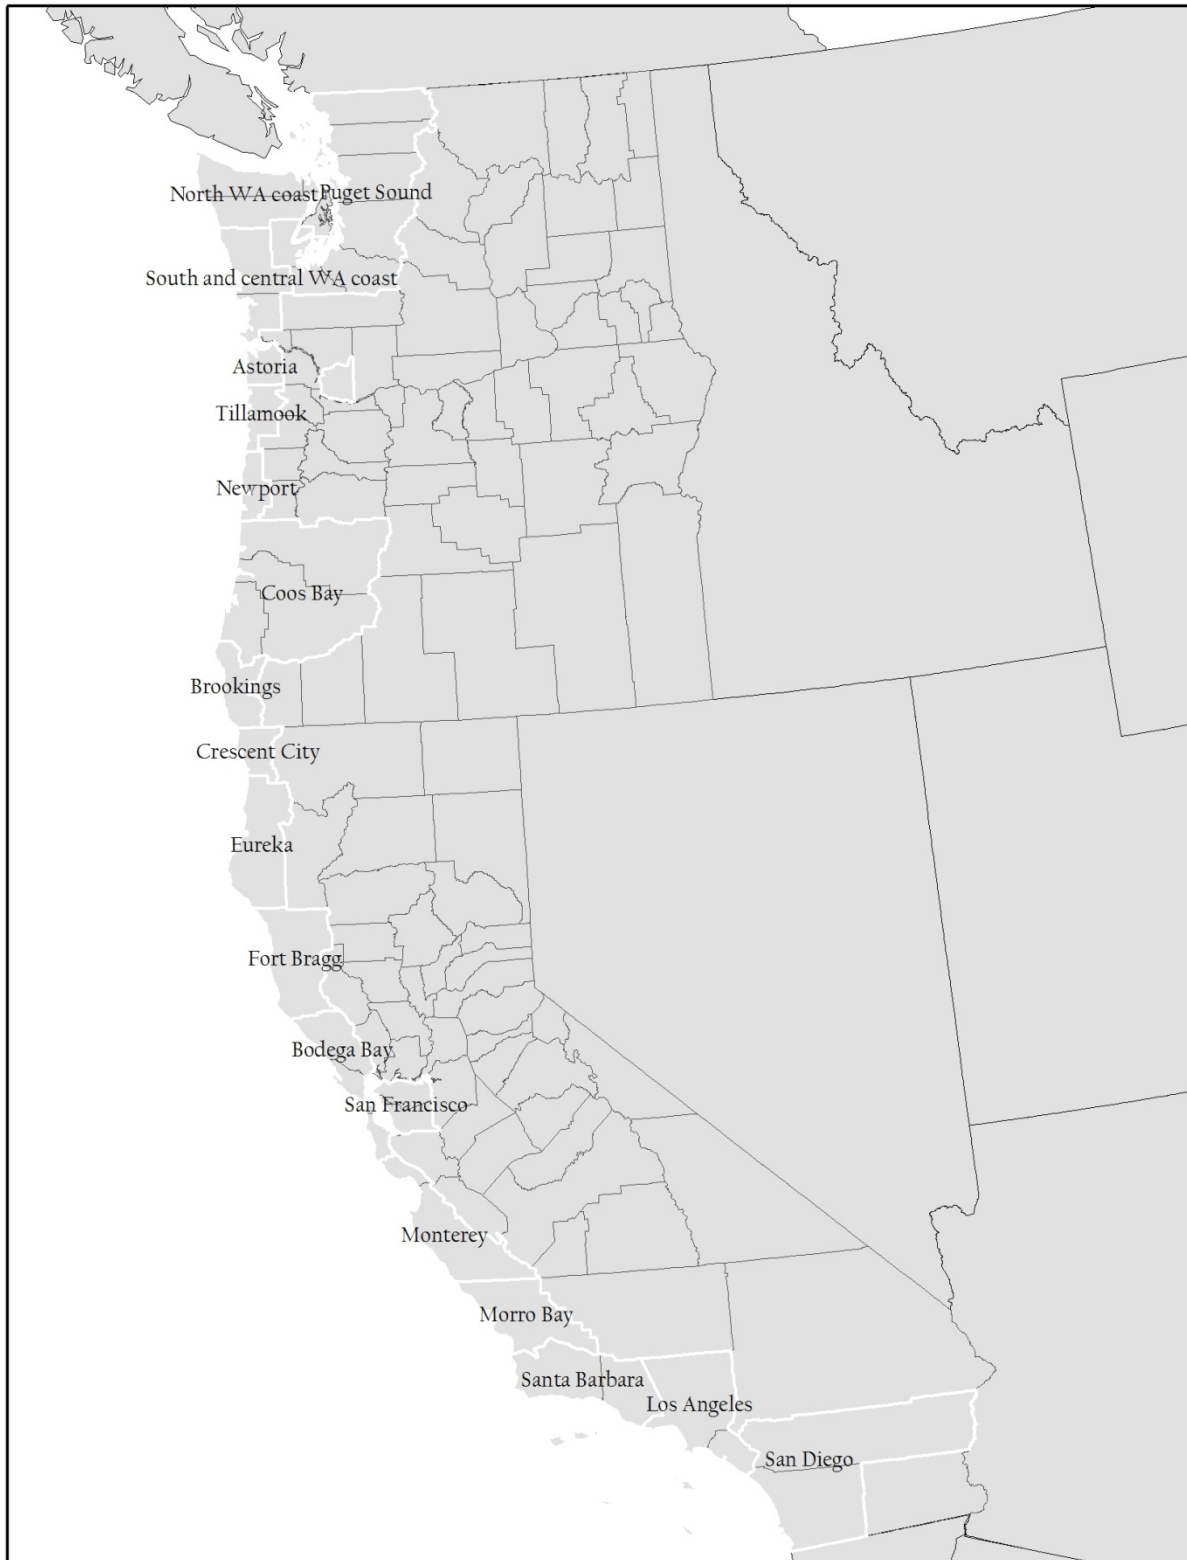 North WA coast
Puget Sound
South and central WA coast
Astoria
Tillamook
Newport
Coos Bay
Brookings
Crescent City
Eureka
Fort Bragg
Bodega Bay
San Francisco
Monterey
Morro Bay
Santa Barbara
Los Angeles
San Diego